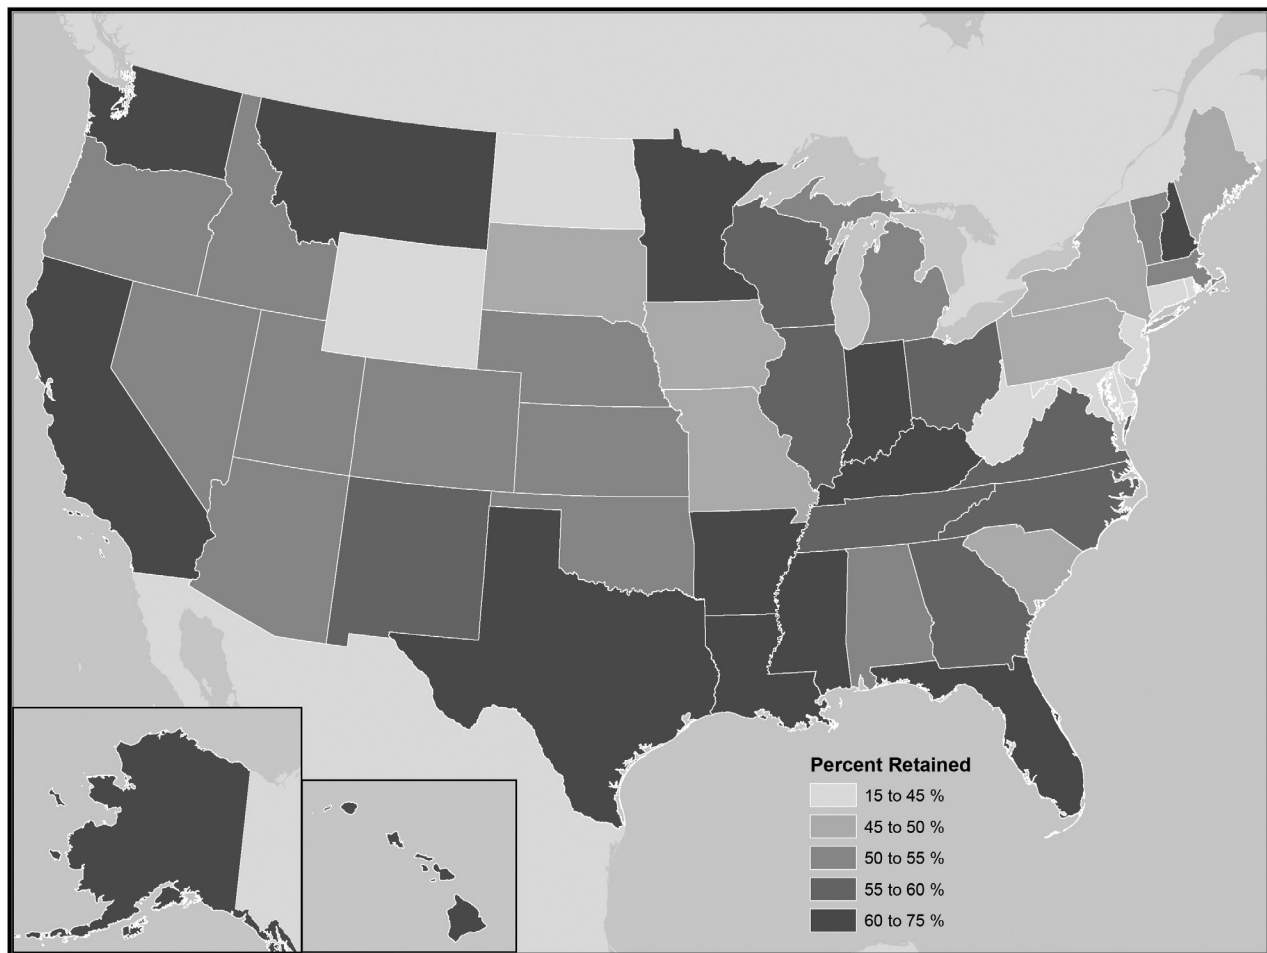 Percent Retained
15 to 45 %
45 to 50 %
50 to 55 %
55 to 60 %
60 to 75 %